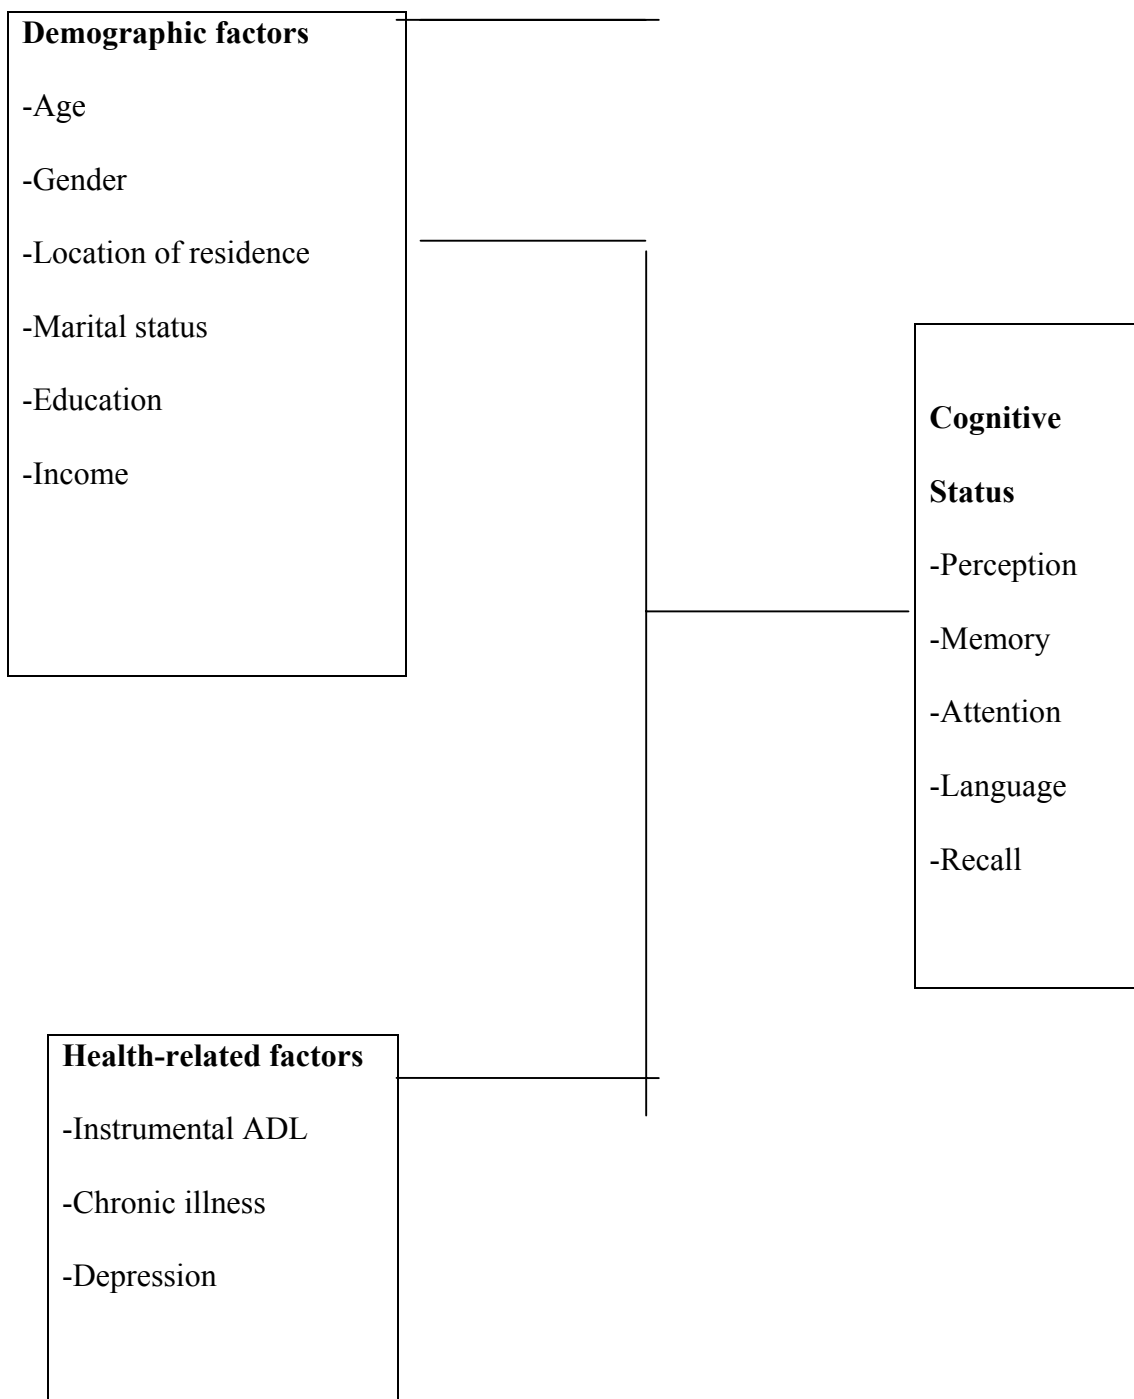 Demographic factors
-Age
-Gender
-Location of residence
-Marital status
-Education
-Income
Cognitive
Status
-Perception
-Memory
-Attention
-Language
-Recall
Health-related factors
-Instrumental ADL
-Chronic illness
-Depression